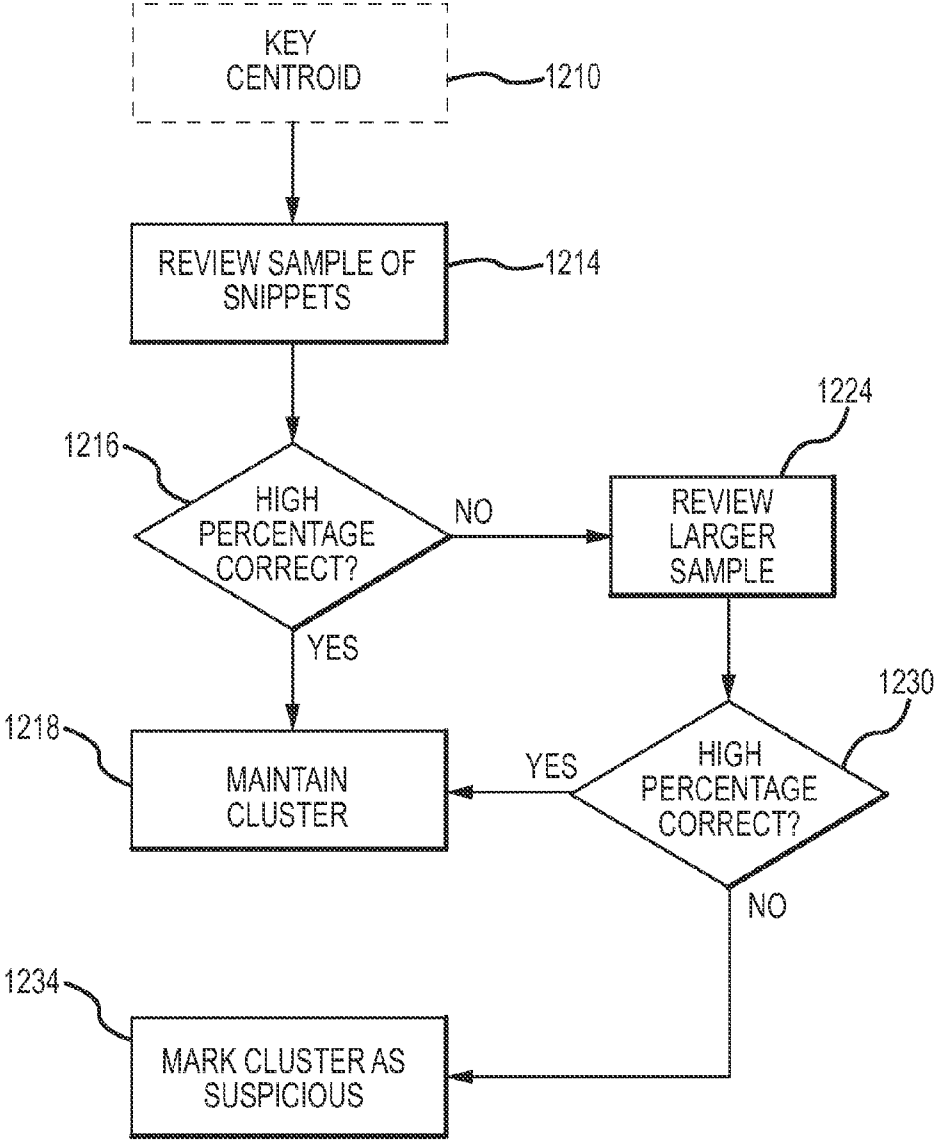 KEY
CENTROID
1210
REVIEW SAMPLE OF
SNIPPETS
1214
1216
HIGH
PERCENTAGE
CORRECT?
NO
YES
1224
REVIEW
LARGER
SAMPLE
1218
MAINTAIN
CLUSTER
1230
HIGH
PERCENTAGE
CORRECT?
YES
NO
1234
MARK CLUSTER AS
SUSPICIOUS